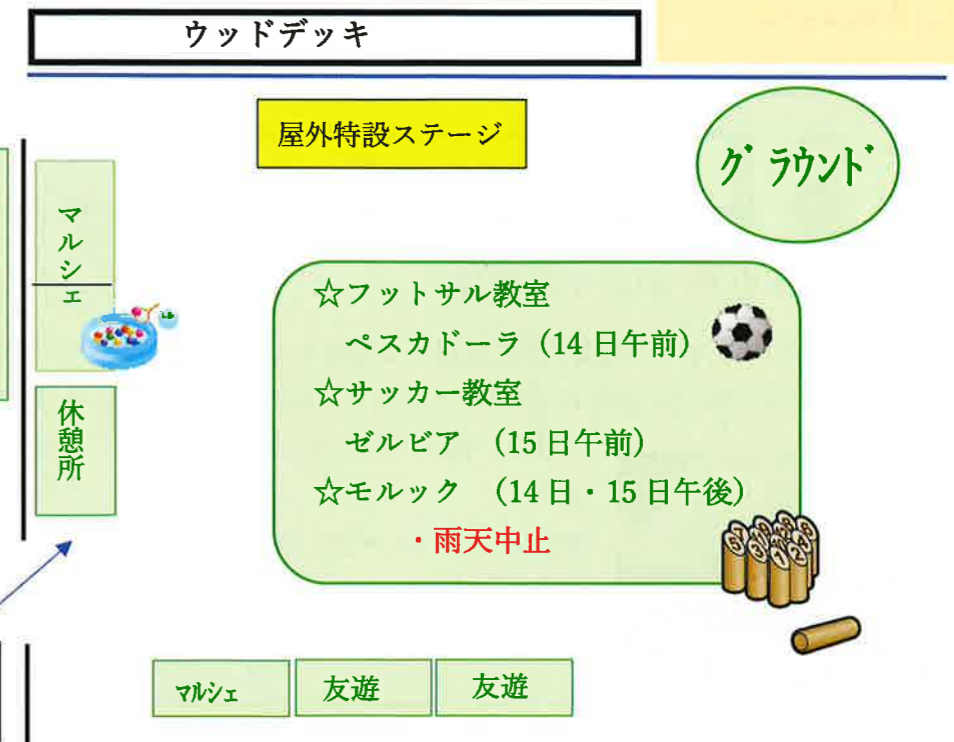 ウッドデッキ
屋外特設ステージ
グラウンド
マルシェ
休憩所
☆フットサル教室
ペスカドーラ（14日午前）
☆サッカー教室
ゼルビア （15日午前）
☆モルック （14日・15日午後）
・雨天中止
マルシェ
友遊
友遊